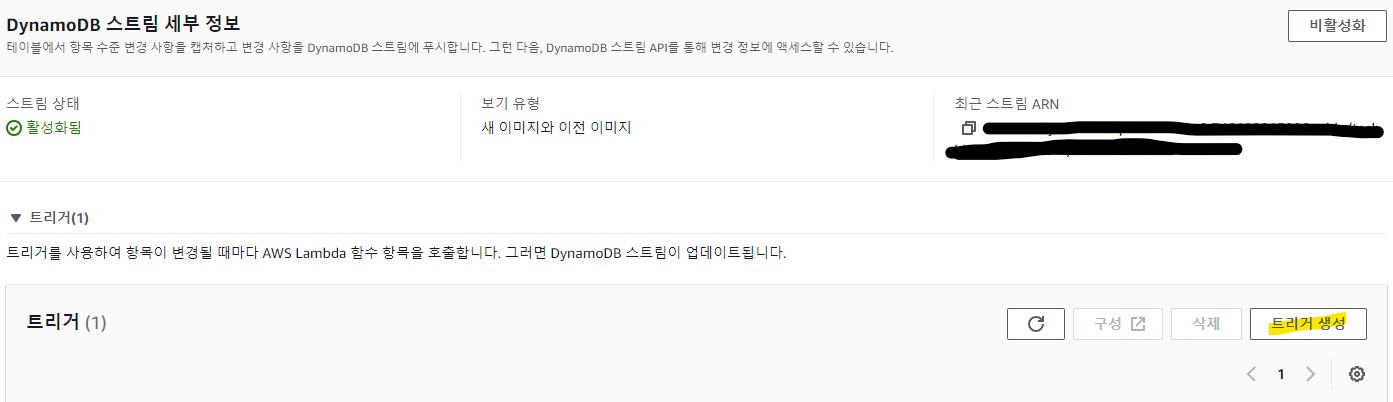 DynamoDB 스트림 세부 정보
비활성화
테이블에서 항목 수준 변경 사항을 캡처하고 변경 사항을 DynamoDB 스트림에 푸시합니다. 그런 다음, DynamoDB 스트림 API를 통해 변경 정보에 액세스할 수 있습니다.
스트림 상태
활성화됨
보기 유형
새 이미지와 이전 이미지
최근 스트림 ARN
트리거(1)
트리거를 사용하여 항목이 변경될 때마다 AWS Lambda 함수 항목을 호출합니다. 그러면 DynamoDB 스트림이 업데이트됩니다.
트리거 (1)
구성
삭제
트리거 생성
1